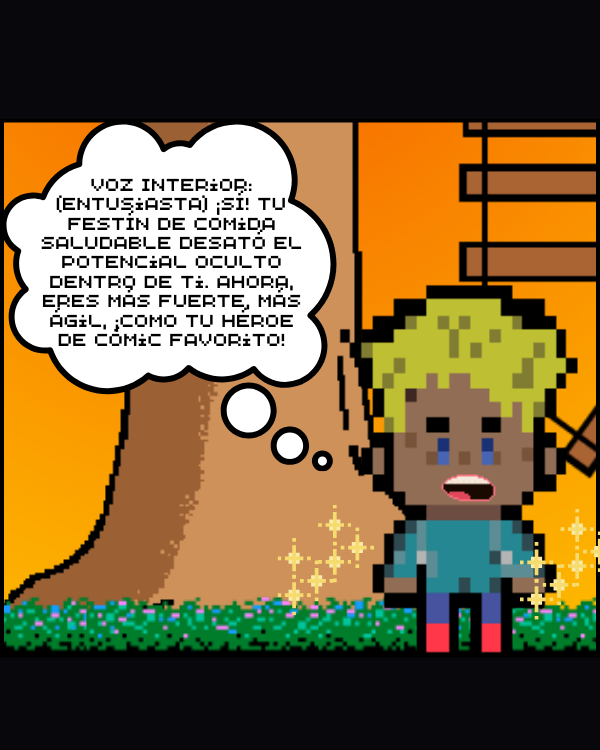 VOZ INTERIOR:
(ENTUSIASTA) ¡SÍ! TU
FESTÍN DE COMIDA
SALUDABLE DESATÓ EL
POTENCIAL OCULTO
DENTRO DE TI. AHORA,
ERES MÁS FUERTE, MÁS
ÁGIL, ¡COMO TU HÉROE
DE CÓMIC FAVORITO!